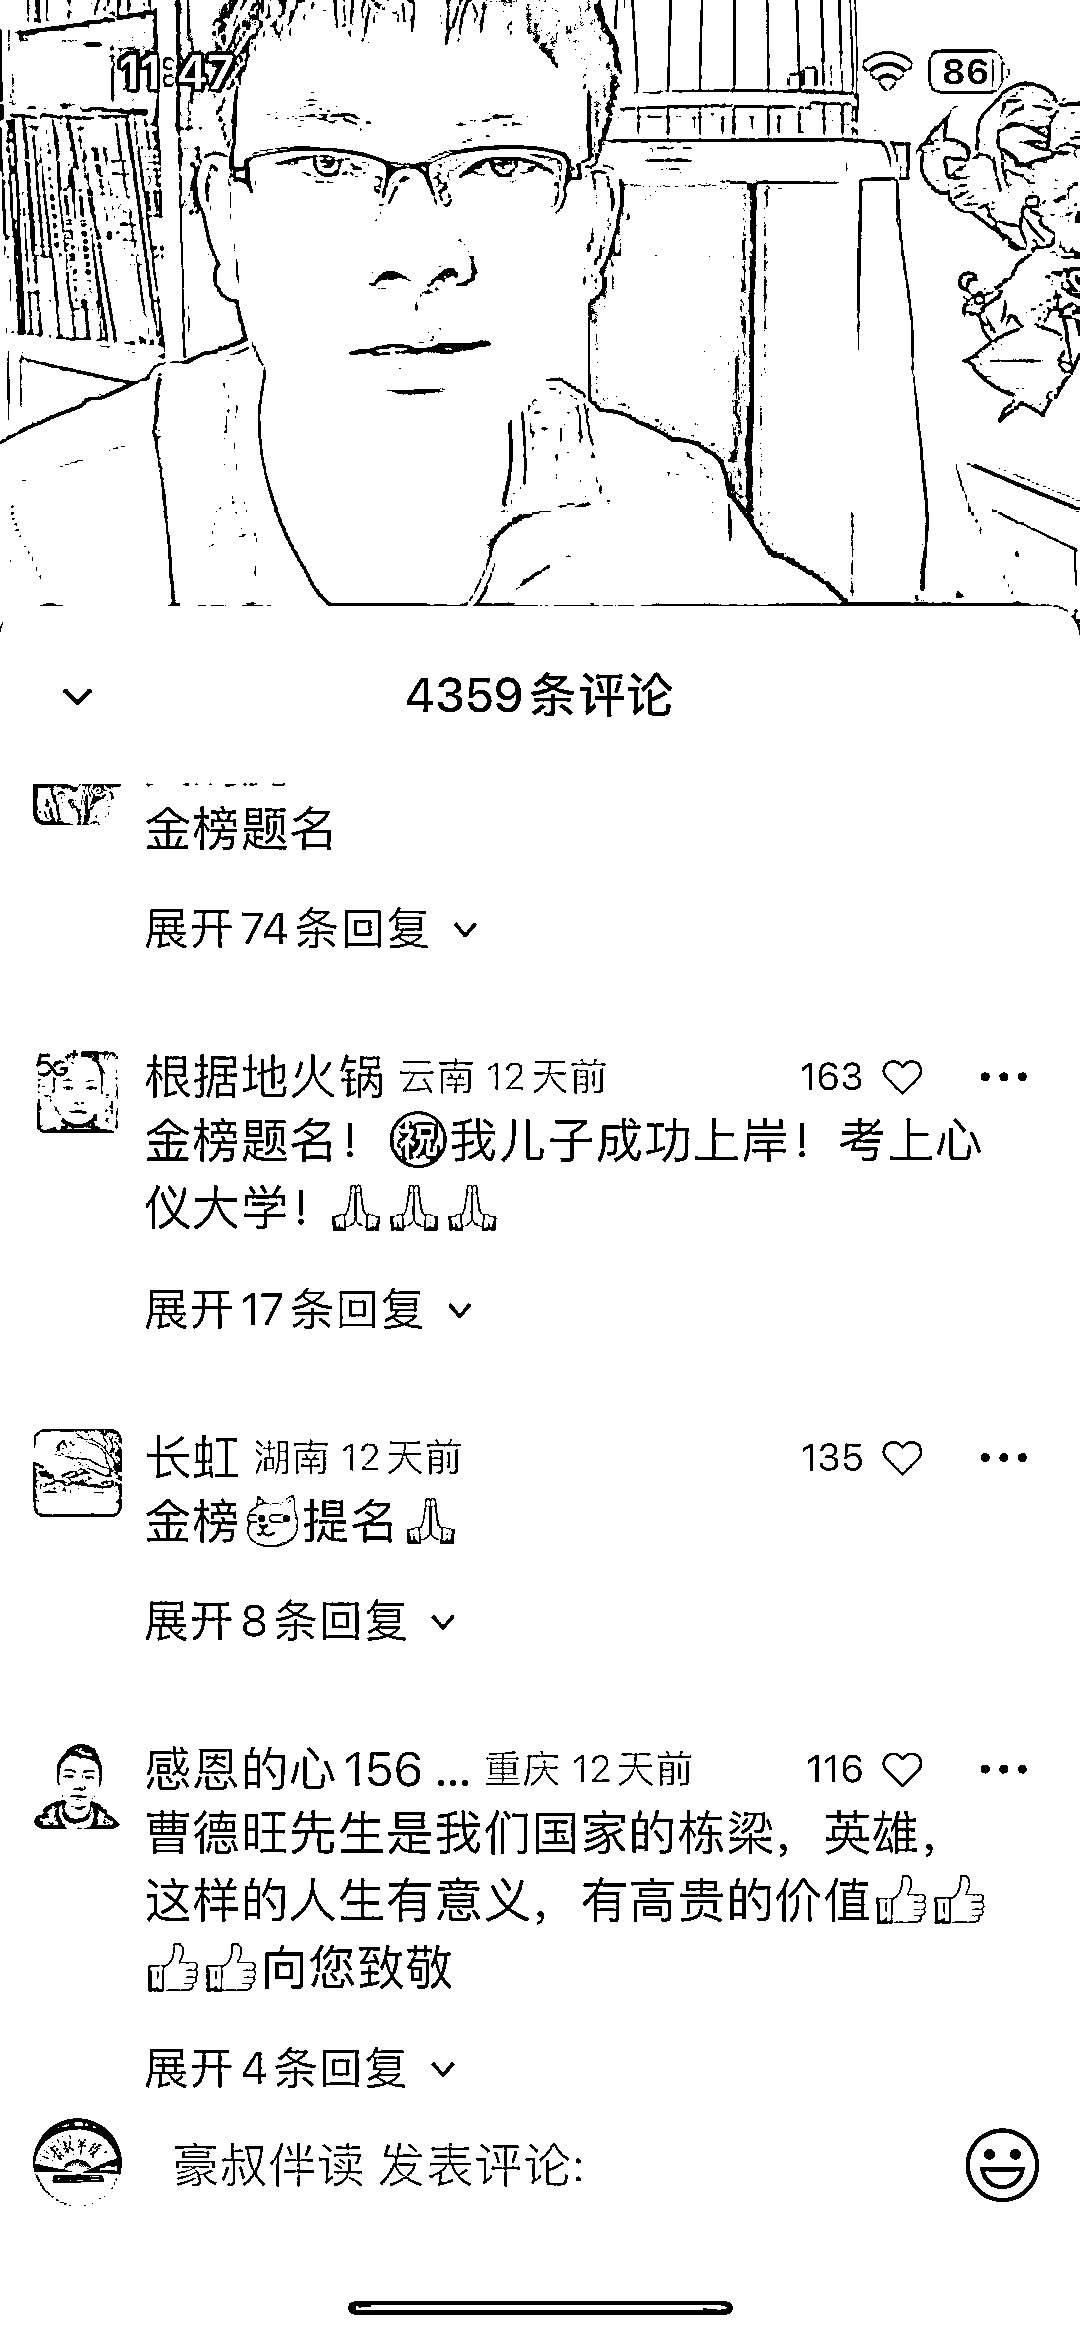 11:47
86
4359条评论
金榜题名
展开74条回复
根据地火锅 云南 12天前 163
金榜题名！㊗我儿子成功上岸！考上心
仪大学！🙏🙏🙏
展开17条回复
长虹 湖南 12天前 135
金榜🐱提名🙏
展开8条回复
感恩的心156 ... 重庆 12天前 116
曹德旺先生是我们国家的栋梁，英雄，
这样的人生有意义，有高贵的价值👍👍
👍👍向您致敬
展开4条回复
豪叔伴读 发表评论: